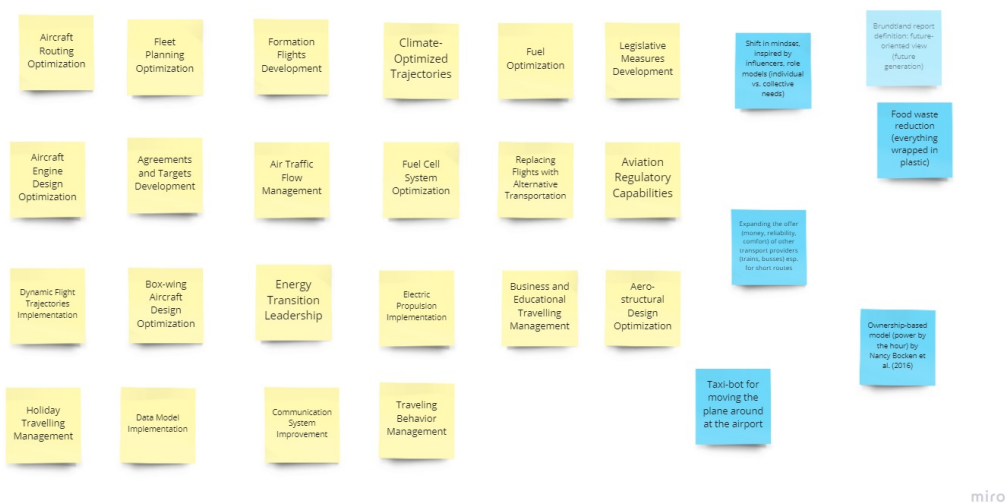 Aircraft
Routing
Optimization
Fleet
Planning
Optimization
Formation
Flights
Development
Climate-
Optimized
Trajectories
Fuel
Optimization
Legislative
Measures
Development
Shift in mindset,
inspired by
influencers, role
models (individual
vs. collective
needs)
Brundtland report
definition: future-
oriented view
(future
generation)
Food waste
reduction
(everything
wrapped in
plastic)
Aircraft
Engine
Design
Optimization
Agreements
and Targets
Development
Air Traffic
Flow
Management
Fuel Cell
System
Optimization
Replacing
Flights with
Alternative
Transportation
Aviation
Regulatory
Capabilities
Expanding the offer
(money, reliability,
comfort) of other
transport providers
(trains, busses) esp.
for short routes
Dynamic Flight
Trajectories
Implementation
Box-wing
Aircraft
Design
Optimization
Energy
Transition
Leadership
Electric
Propulsion
Implementation
Business and
Educational
Travelling
Management
Aero-
structural
Design
Optimization
Ownership-based
model (power by
the hour) by
Nancy Bocken et
al. (2016)
Holiday
Travelling
Management
Data Model
Implementation
Communication
System
Improvement
Traveling
Behavior
Management
Taxi-bot for
moving the
plane around
at the airport
miro